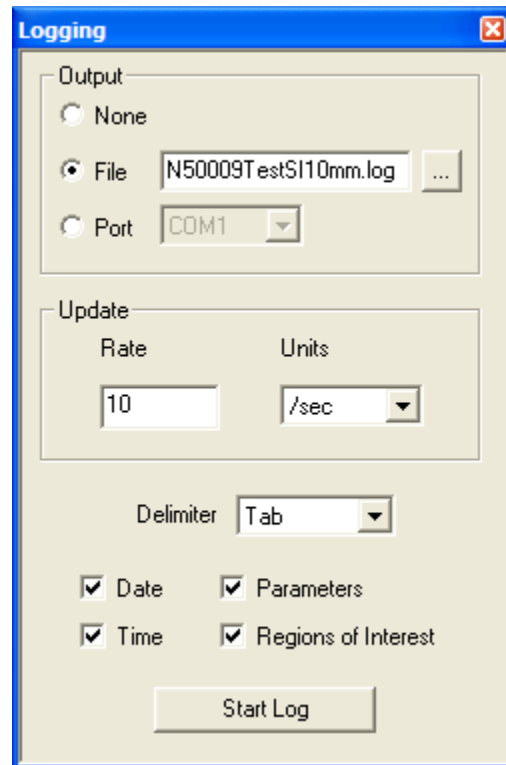 Logging
Output
None
File N50009TestSI10mm.log ...
Port COM1
Update
Rate Units
10 /sec
Delimiter Tab
Date Parameters
Time Regions of Interest
Start Log